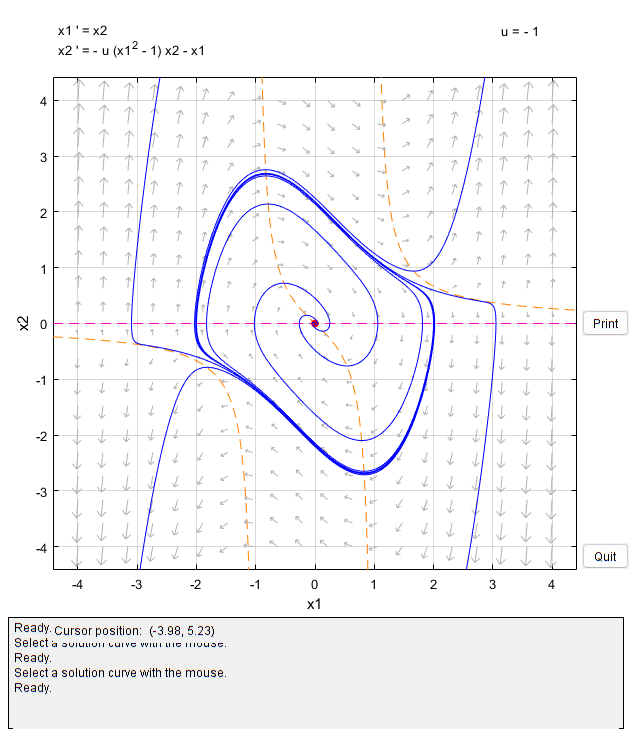 x1 ' = x2
u = - 1
x2 ' = - u (x1² - 1) x2 - x1
4
3
2
1
0
-1
-2
-3
-4
x2
-4 -3 -2 -1 0 1 2 3 4
x1
Print
Quit
Ready. Cursor position: (-3.98, 5.23)
Select a solution curve with the mouse.
Ready.
Select a solution curve with the mouse.
Ready.